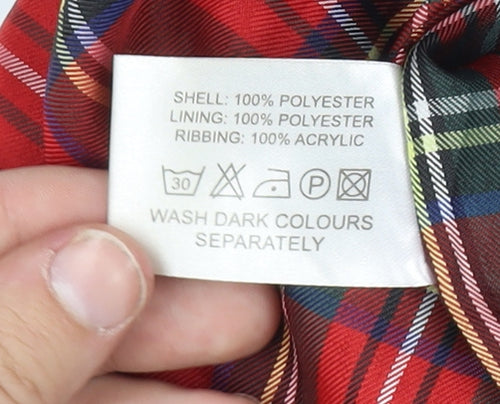 SHELL: 100% POLYESTER
LINING: 100% POLYESTER
RIBBING: 100% ACRYLIC
30 P
WASH DARK COLOURS
SEPARATELY